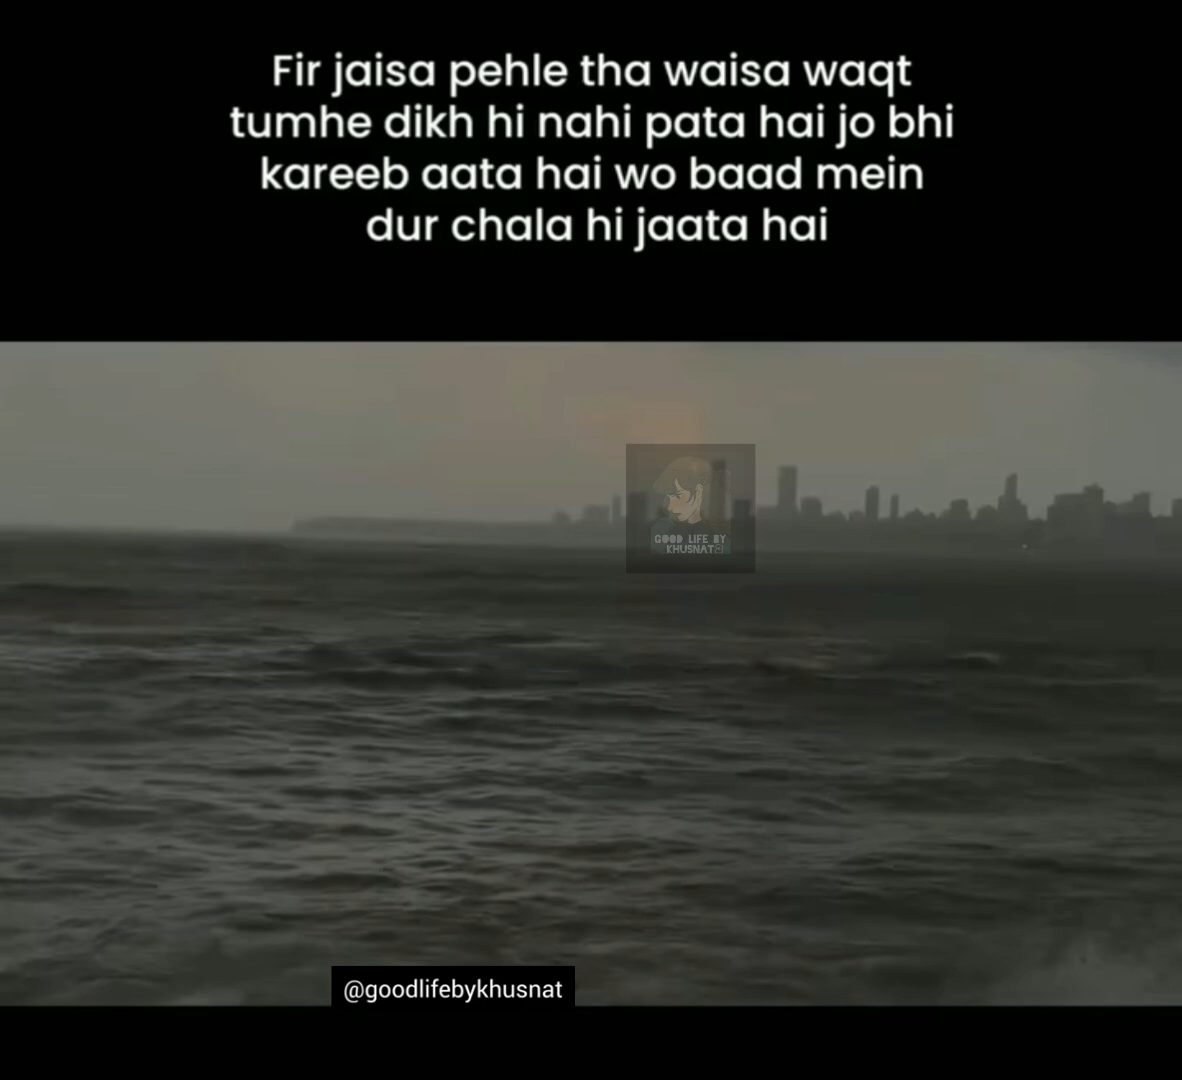 Fir jaisa pehle tha waisa waqt
tumhe dikh hi nahi pata hai jo bhi
kareeb aata hai wo baad mein
dur chala hi jaata hai
GOOD LIFE BY
KHUSNAT
@goodlifebykhusnat